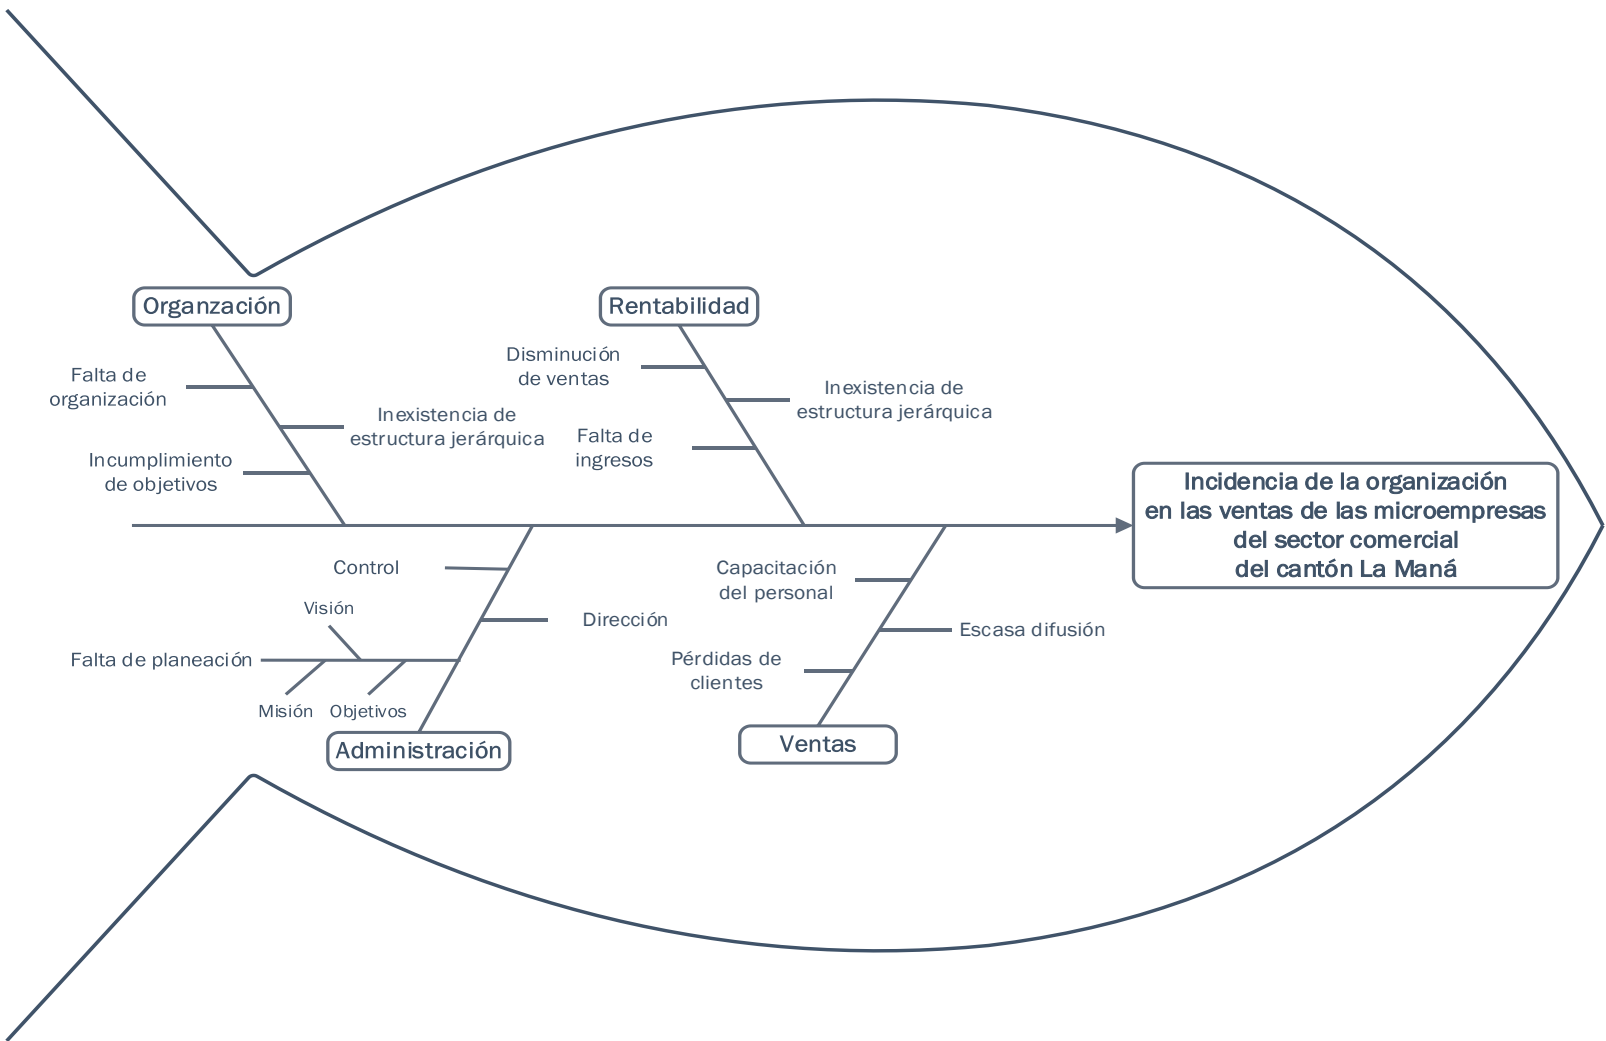 Organzación
Rentabilidad
Falta de
organización
Inexistencia de
estructura jerárquica
Incumplimiento
de objetivos
Disminución
de ventas
Inexistencia de
estructura jerárquica
Falta de
ingresos
Incidencia de la organización
en las ventas de las microempresas
del sector comercial
del cantón La Maná
Control
Visión
Dirección
Falta de planeación
Misión
Objetivos
Administración
Capacitación
del personal
Escasa difusión
Pérdidas de
clientes
Ventas